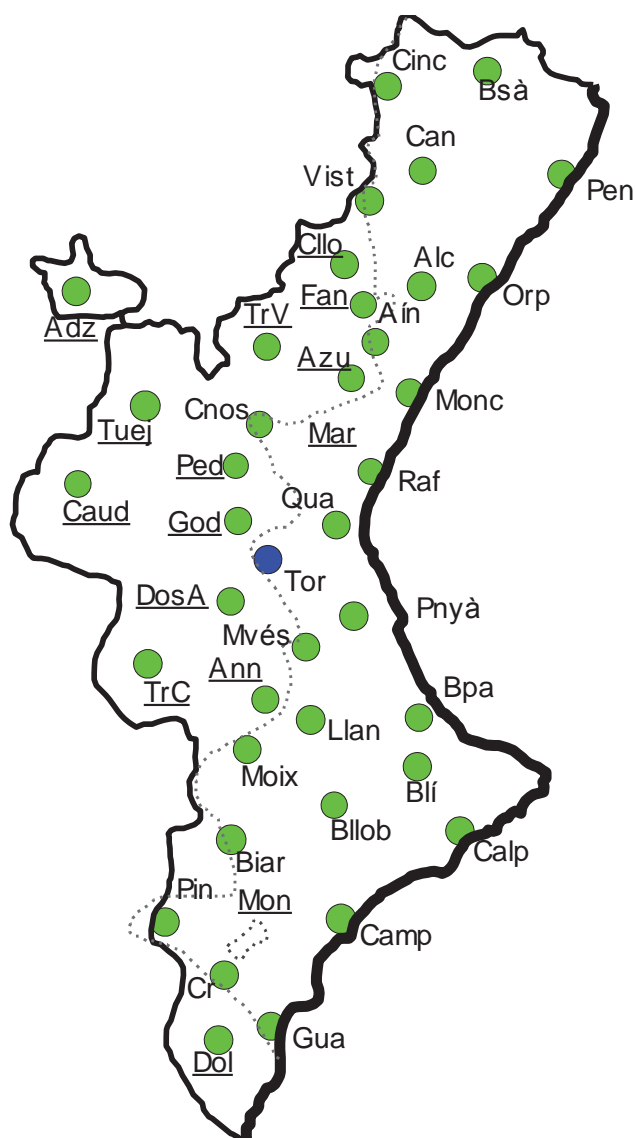 Cinc
Bsà
Can
Pen
Vist
Cllo
Alc
Orp
Fan
Adz
TrV
Aín
Azu
Monc
Cnos
Tuej
Mar
Ped
Raf
Caud
Qua
God
Tor
DosA
Pnyà
Mvés
Ann
TrC
Bpa
Llan
Moix
Blí
Bllob
Calp
Biar
Pin
Mon
Camp
Cr
Gua
Dol